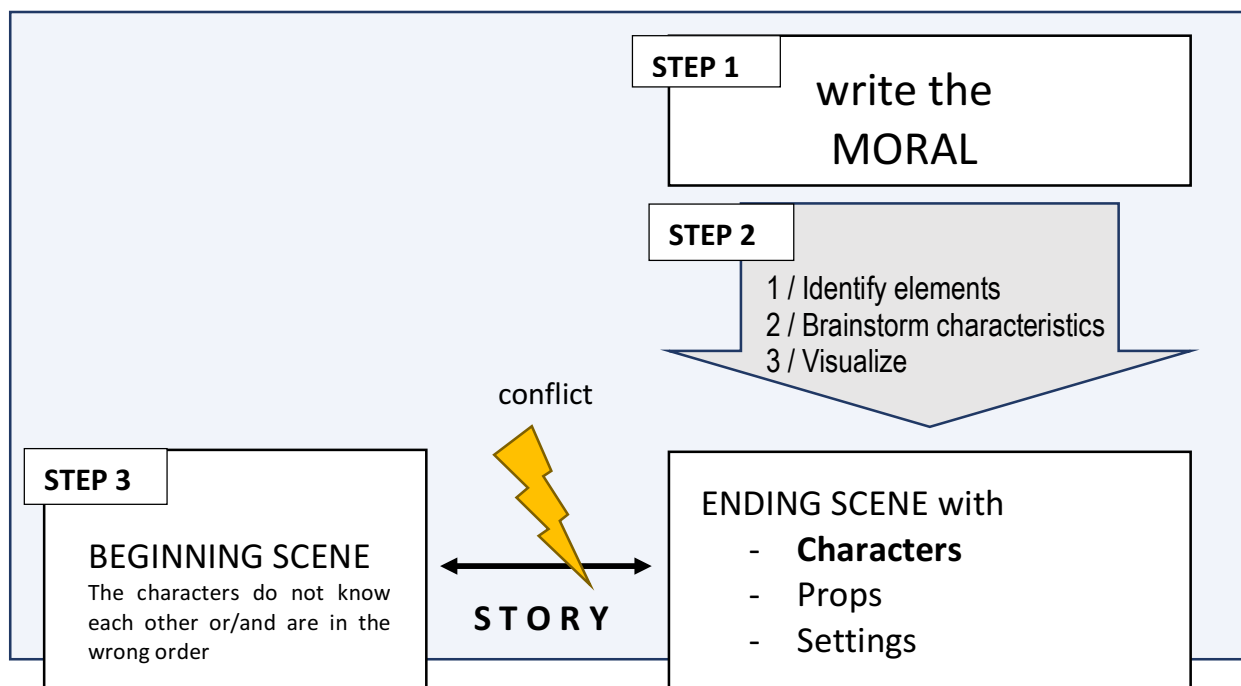 STEP 1
write the
MORAL
STEP 2
1 / Identify elements
2 / Brainstorm characteristics
3 / Visualize
conflict
STEP 3
BEGINNING SCENE
The characters do not know
each other or/and are in the
wrong order
S T O R Y
ENDING SCENE with
- Characters
- Props
- Settings